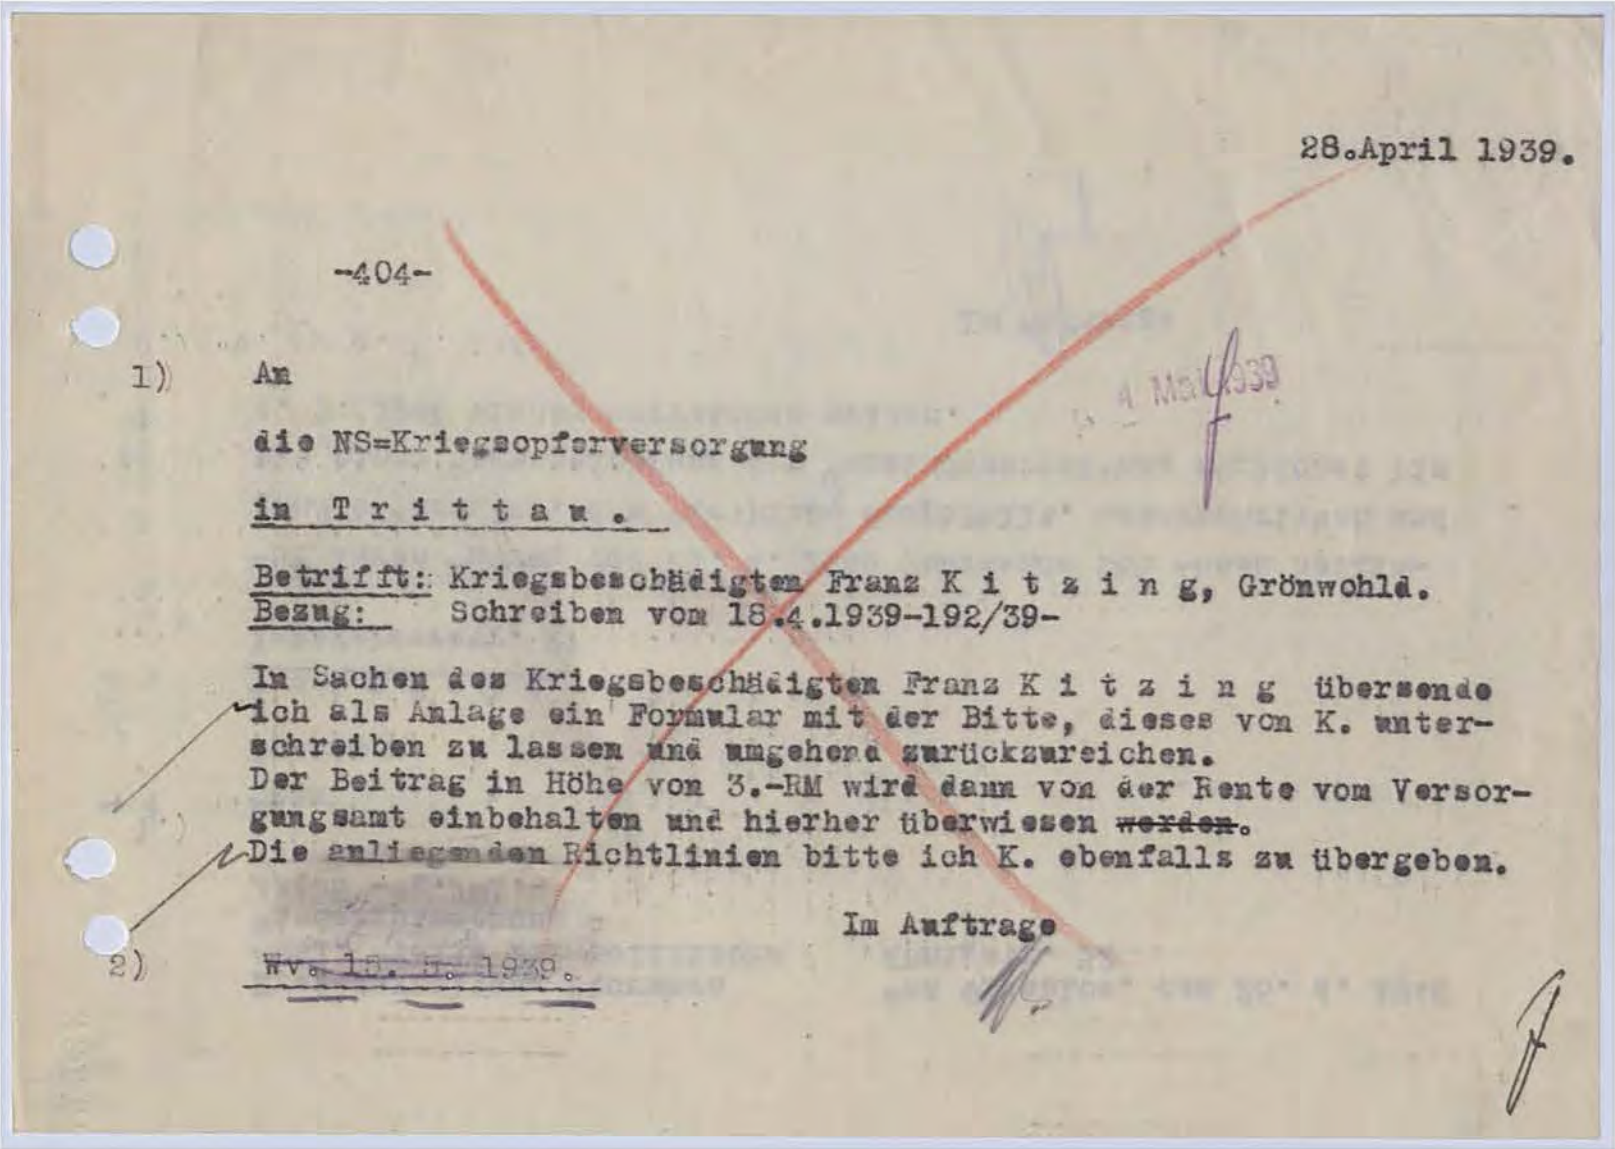 28.April 1939.
-404-
1) An
4. Mai 1939
die NS=Kriegsopferversorgung
in T r i t t a u .
Betrifft: Kriegsbeschädigten Franz K i t z i n g, Grönwohld.
Bezug: Schreiben vom 18.4.1939-192/39-
In Sachen des Kriegsbeschädigten Franz K i t z i n g übersende
ich als Anlage ein Formular mit der Bitte, dieses von K. unter-
schreiben zu lassen und umgehend zurückzureichen.
Der Beitrag in Höhe von 3.-RM wird dann von der Rente vom Versor-
gungsamt einbehalten und hierher überwiesen werden.
Die anliegenden Richtlinien bitte ich K. ebenfalls zu übergeben.
Im Auftrage
2) Wv. 15. 5. 1939.